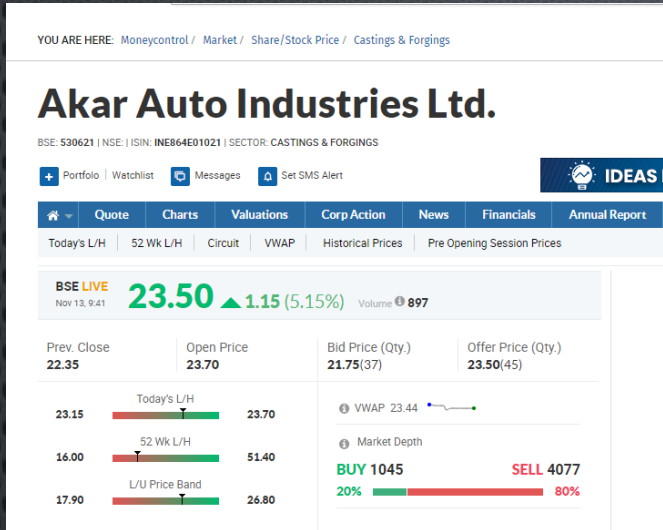 YOU ARE HERE: Moneycontrol / Market / Share/Stock Price / Castings & Forgings
Akar Auto Industries Ltd.
BSE: 530621 | NSE: | ISIN: INE864E01021 | SECTOR: CASTINGS & FORGINGS
Portfolo | Watchlist Messages Set SMS Alert
IDEAS
Quote Charts Valuations Corp Action News Financials Annual Report
Today's L/H 52 Wk L/H Circuit VWAP Historical Prices Pre Opening Session Prices
BSE LIVE
Nov 13, 9:41
23.50 1.15 (5.15%) Volume 897
Prev. Close Open Price Bid Price (Qty.) Offer Price (Qty.)
22.35 23.70 21.75(37) 23.50(45)
Today's L/H
23.15 23.70
52 Wk L/H
16.00 51.40
L/U Price Band
17.90 26.80
VWAP 23.44
Market Depth
BUY 1045 SELL 4077
20% 80%